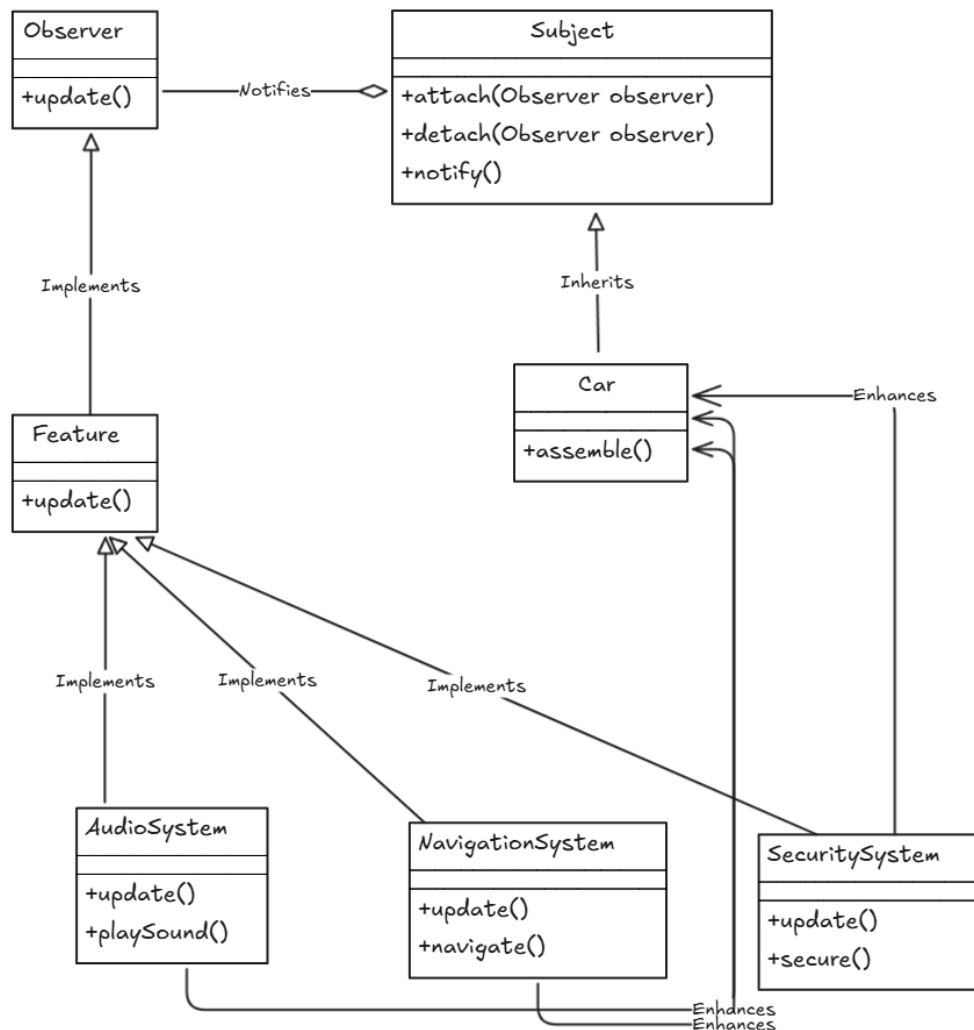 Observer
+update()
Notifies
Subject
+attach(Observer observer)
+detach(Observer observer)
+notify()
Implements
Inherits
Feature
+update()
Car
+assemble()
Enhances
Implements
Implements
Implements
AudioSystem
+update()
+playSound()
NavigationSystem
+update()
+navigate()
SecuritySystem
+update()
+secure()
Enhances
Enhances